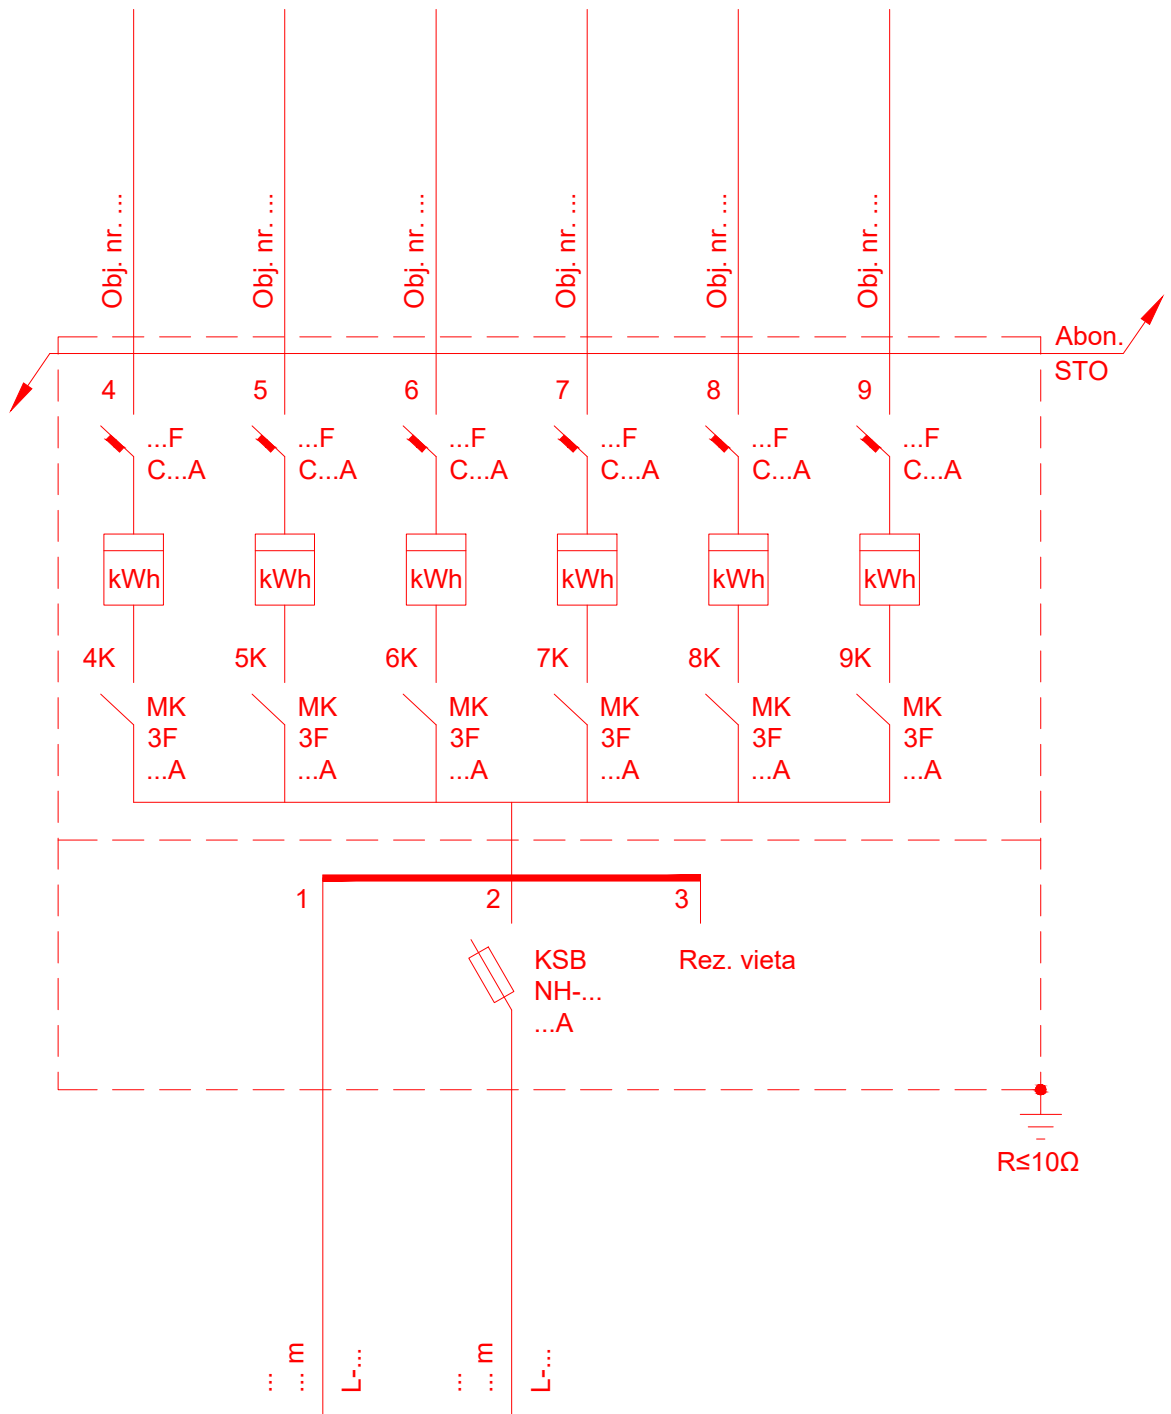 Obj. nr. ...
Obj. nr. ...
Obj. nr. ...
Obj. nr. ...
Obj. nr. ...
Obj. nr. ...
Abon.
STO
4
5
6
7
8
9
...F
C...A
...F
C...A
...F
C...A
...F
C...A
...F
C...A
...F
C...A
kWh
kWh
kWh
kWh
kWh
kWh
4K
5K
6K
7K
8K
9K
MK
3F
...A
MK
3F
...A
MK
3F
...A
MK
3F
...A
MK
3F
...A
MK
3F
...A
1
2
3
KSB
NH-...
...A
Rez. vieta
R≤10Ω
...
... m
L-...
...
... m
L-...